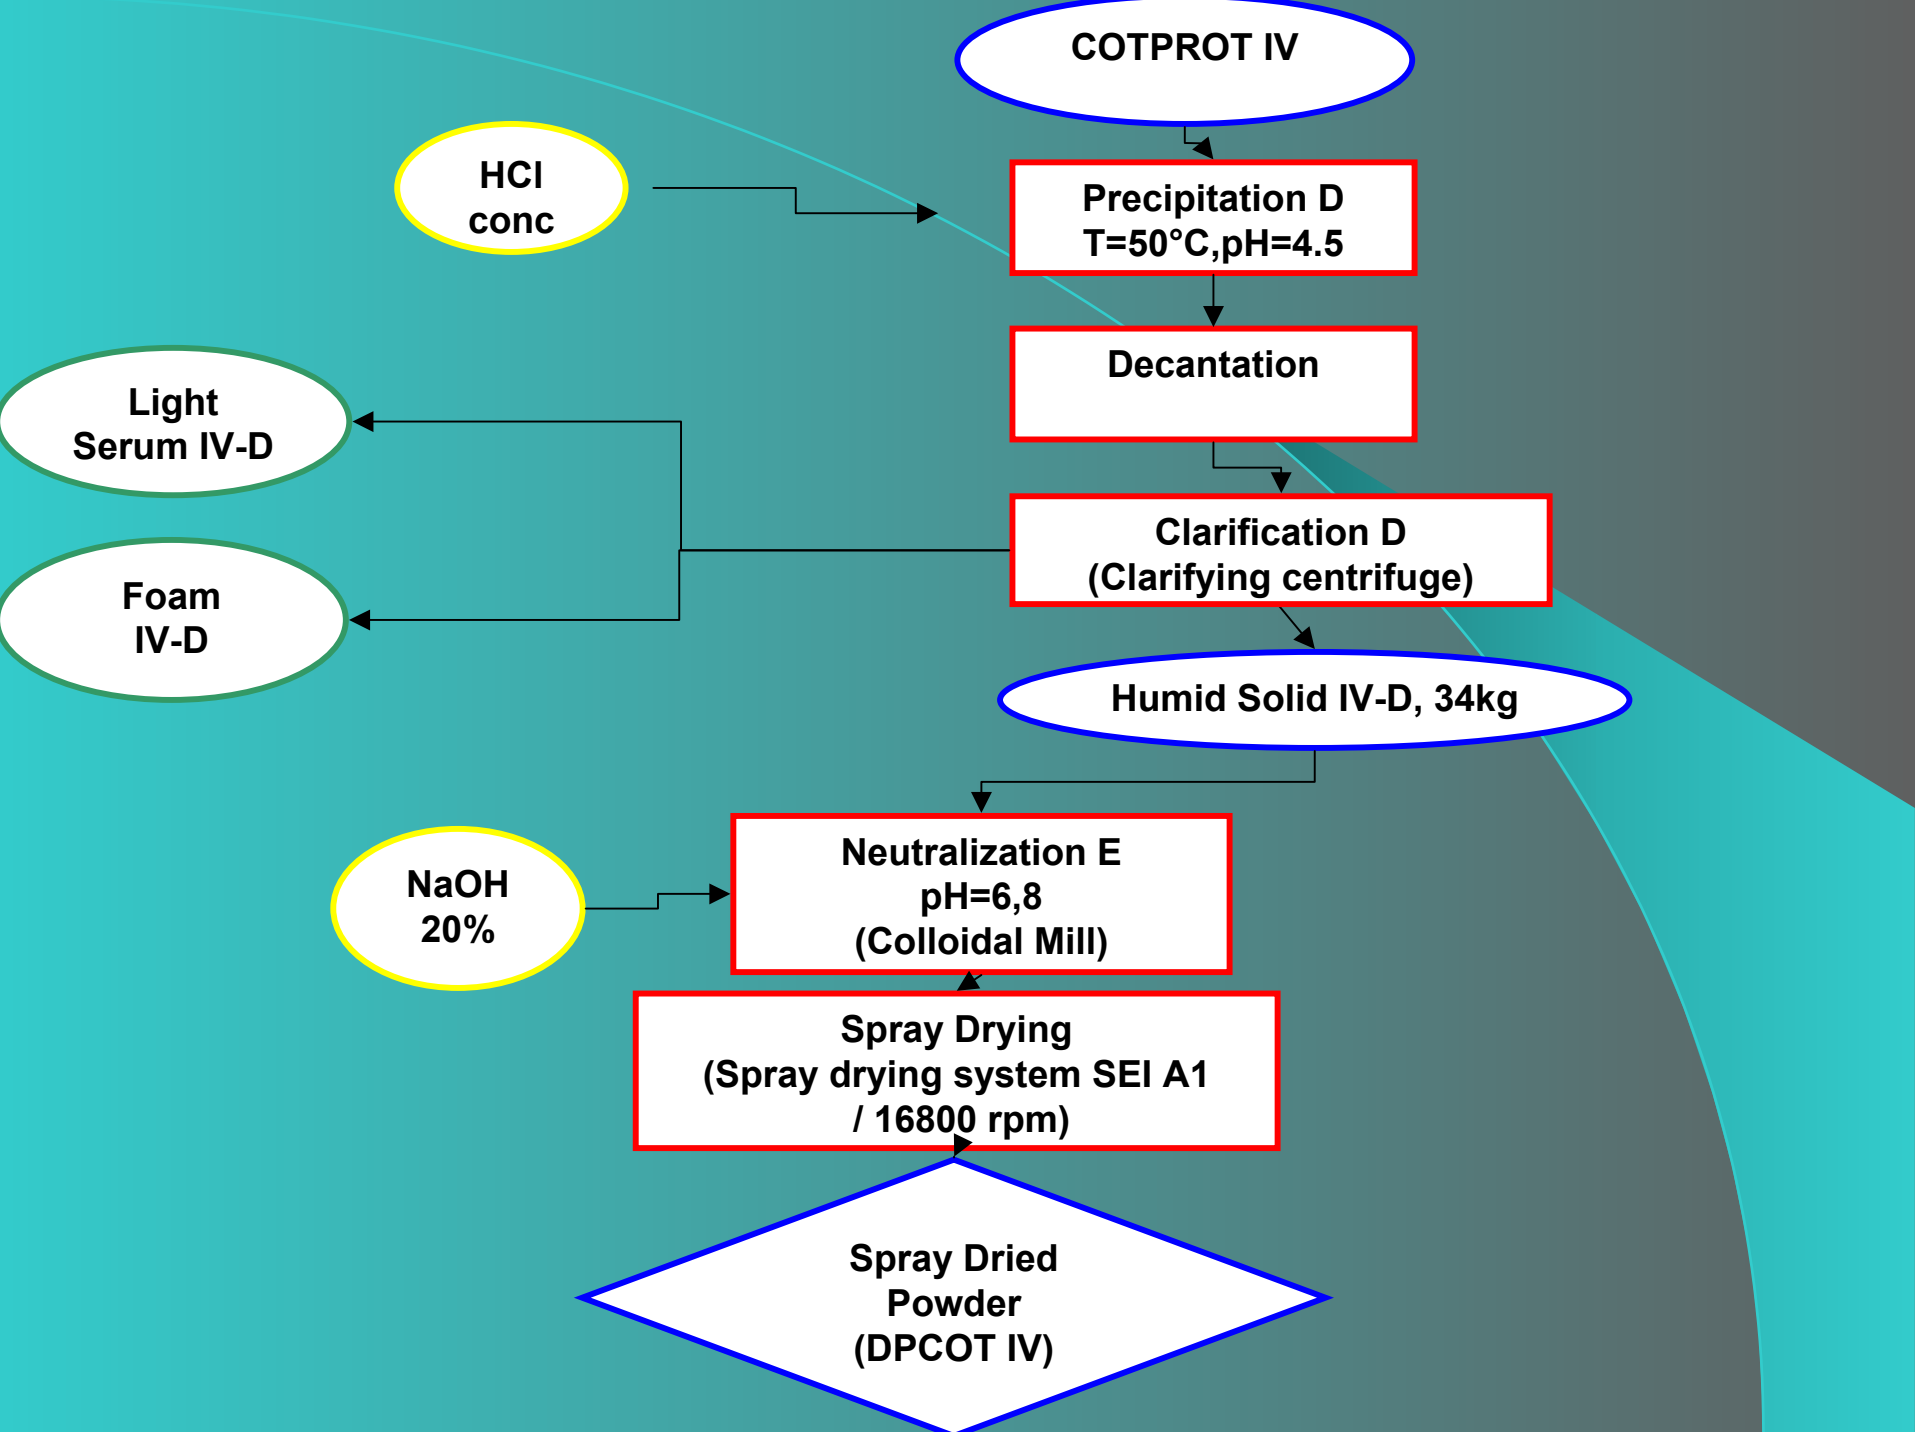 COTPROT IV
HCl
conc
Precipitation D
T=50°C,pH=4.5
Decantation
Light
Serum IV-D
Clarification D
(Clarifying centrifuge)
Foam
IV-D
Humid Solid IV-D, 34kg
Neutralization E
pH=6,8
(Colloidal Mill)
NaOH
20%
Spray Drying
(Spray drying system SEI A1
/ 16800 rpm)
Spray Dried
Powder
(DPCOT IV)